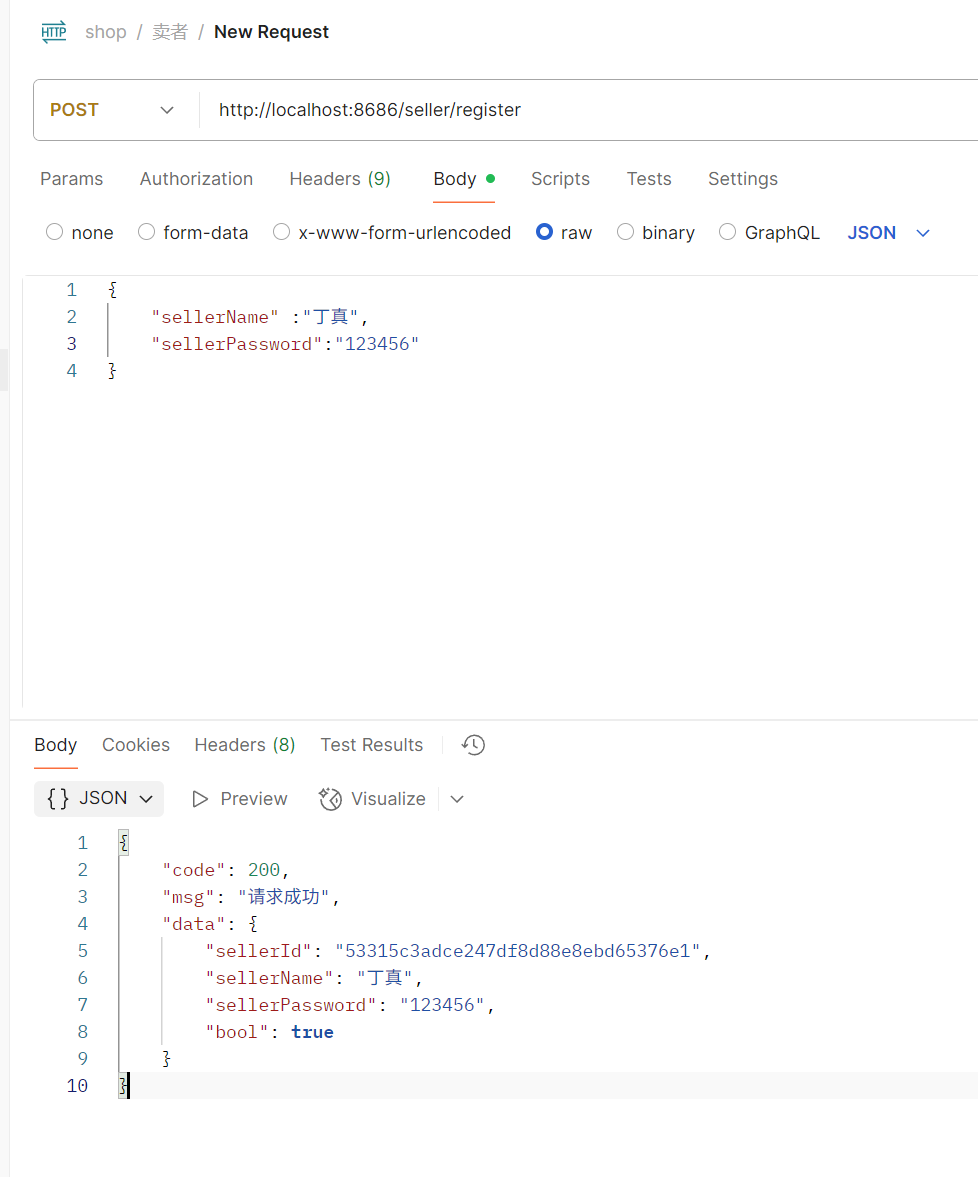 HTTP shop / 卖者 / New Request
POST http://localhost:8686/seller/register
Params Authorization Headers (9) Body Scripts Tests Settings
none form-data x-www-form-urlencoded raw binary GraphQL JSON
1 {
2 "sellerName" :"丁真",
3 "sellerPassword":"123456"
4 }
Body Cookies Headers (8) Test Results
{} JSON Preview Visualize
1 {
2 "code": 200,
3 "msg": "请求成功",
4 "data": {
5 "sellerId": "53315c3adce247df8d88e8ebd65376e1",
6 "sellerName": "丁真",
7 "sellerPassword": "123456",
8 "bool": true
9 }
10 }